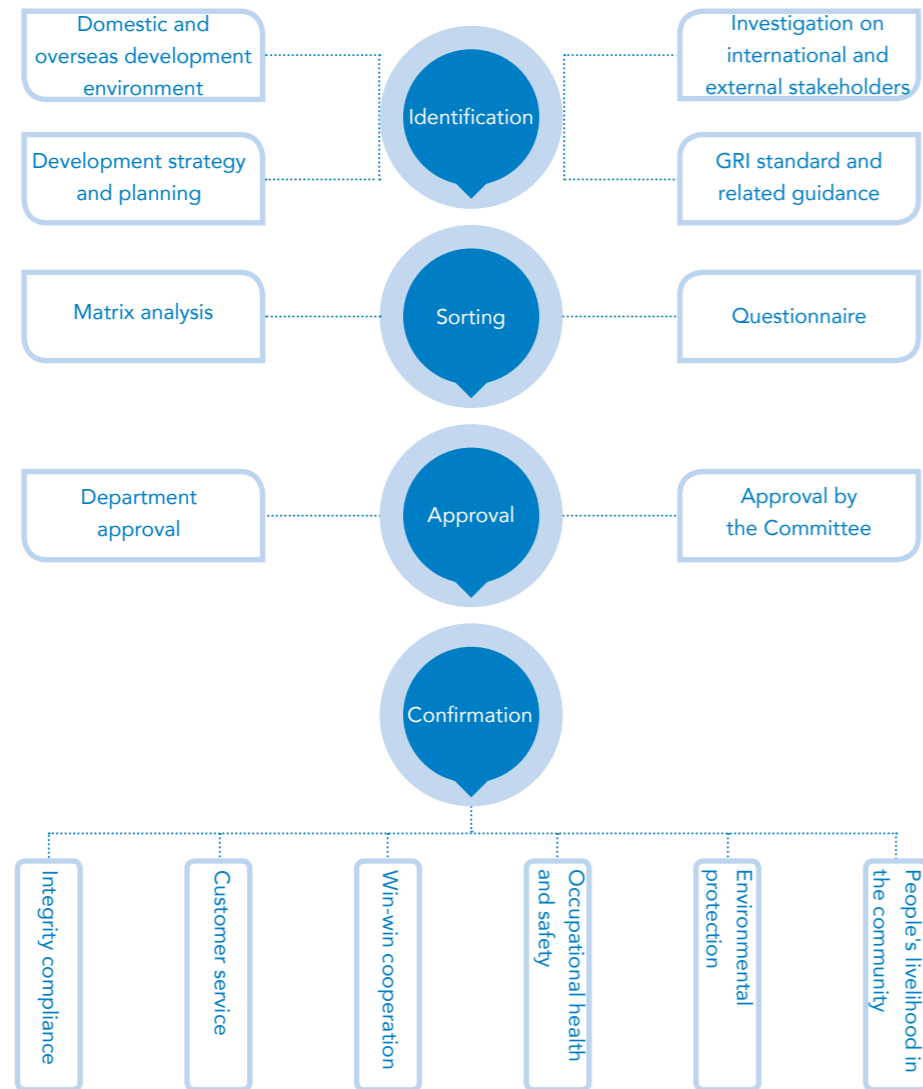 Domestic and
overseas development
environment
Identification
Investigation on
international and
external stakeholders
Development strategy
and planning
GRI standard and
related guidance
Matrix analysis
Sorting
Questionnaire
Department
approval
Approval
Approval by
the Committee
Confirmation
Integrity compliance
Customer service
Win-win cooperation
Occupational health
and safety
Environmental
protection
People's livelihood in
the community